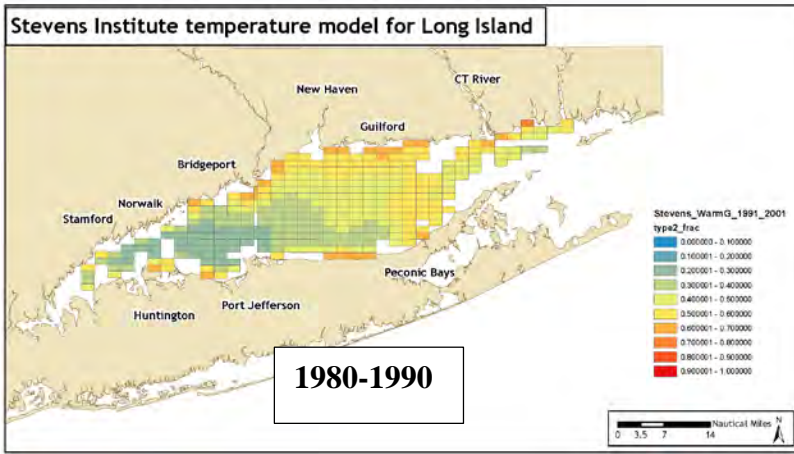 Stevens Institute temperature model for Long Island
CT River
New Haven
Guilford
Bridgeport
Norwalk
Stamford
Peconic Bays
Port Jefferson
Huntington
1980-1990
Stevens_WarmG_1991_2001
type2_frac
0.000000 - 0.100000
0.100001 - 0.200000
0.200001 - 0.300000
0.300001 - 0.400000
0.400001 - 0.500000
0.500001 - 0.600000
0.600001 - 0.700000
0.700001 - 0.800000
0.800001 - 0.900000
0.900001 - 1.000000
Nautical Miles N
0 3.5 7 14